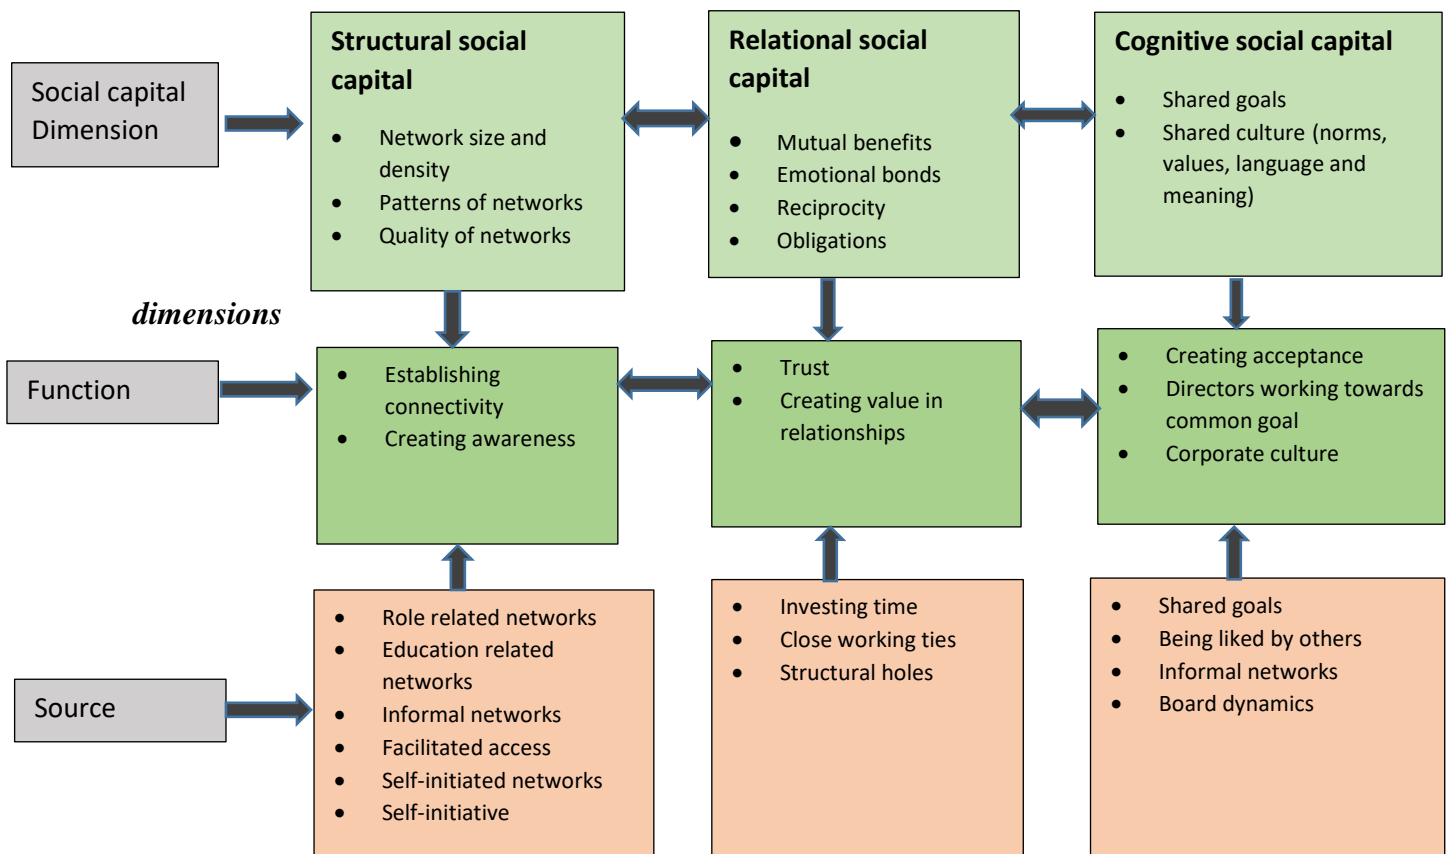 Social capital
Dimension
Structural social
capital
• Network size and
density
• Patterns of networks
• Quality of networks
Relational social
capital
• Mutual benefits
• Emotional bonds
• Reciprocity
• Obligations
Cognitive social capital
• Shared goals
• Shared culture (norms,
values, language and
meaning)
dimensions
Function
• Establishing
connectivity
• Creating awareness
• Trust
• Creating value in
relationships
• Creating acceptance
• Directors working towards
common goal
• Corporate culture
Source
• Role related networks
• Education related
networks
• Informal networks
• Facilitated access
• Self-initiated networks
• Self-initiative
• Investing time
• Close working ties
• Structural holes
• Shared goals
• Being liked by others
• Informal networks
• Board dynamics